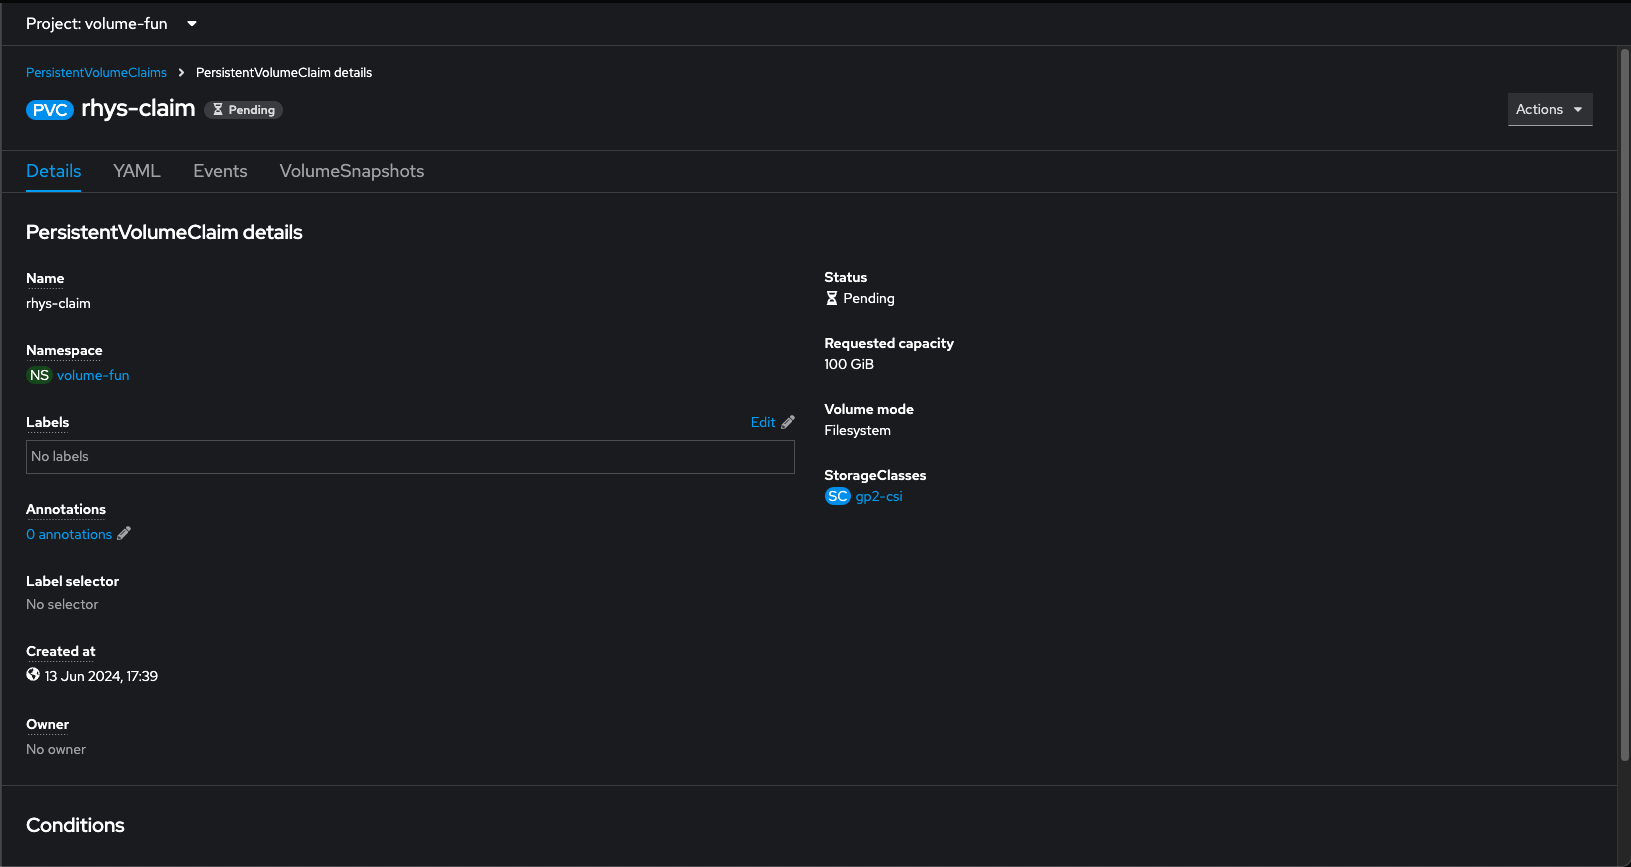 Project: volume-fun
PersistentVolumeClaims > PersistentVolumeClaim details
PVC rhys-claim Pending
Actions
Details YAML Events VolumeSnapshots
PersistentVolumeClaim details
Name
rhys-claim
Namespace
NS volume-fun
Labels Edit
No labels
Annotations
0 annotations
Label selector
No selector
Created at
13 Jun 2024, 17:39
Owner
No owner
Status
Pending
Requested capacity
100 GiB
Volume mode
Filesystem
StorageClasses
SC gp2-csi
Conditions